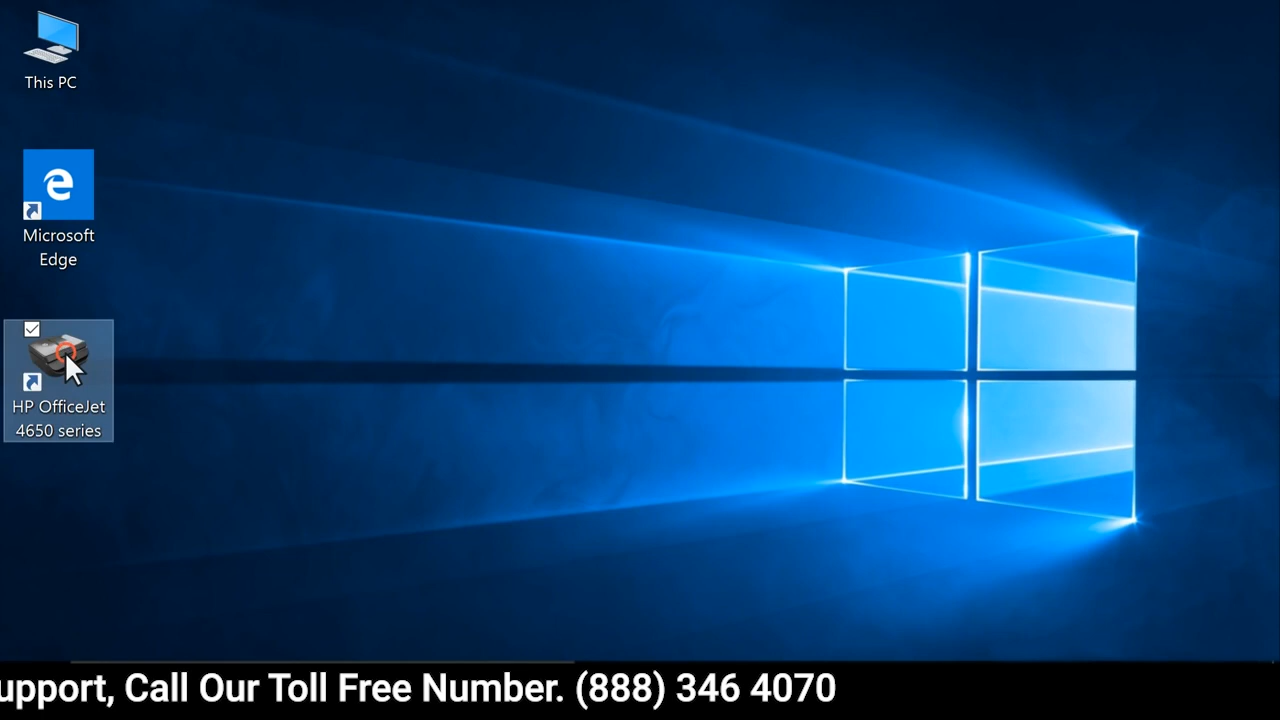 This PC
Microsoft
Edge
HP OfficeJet
4650 series
upport, Call Our Toll Free Number. (888) 346 4070